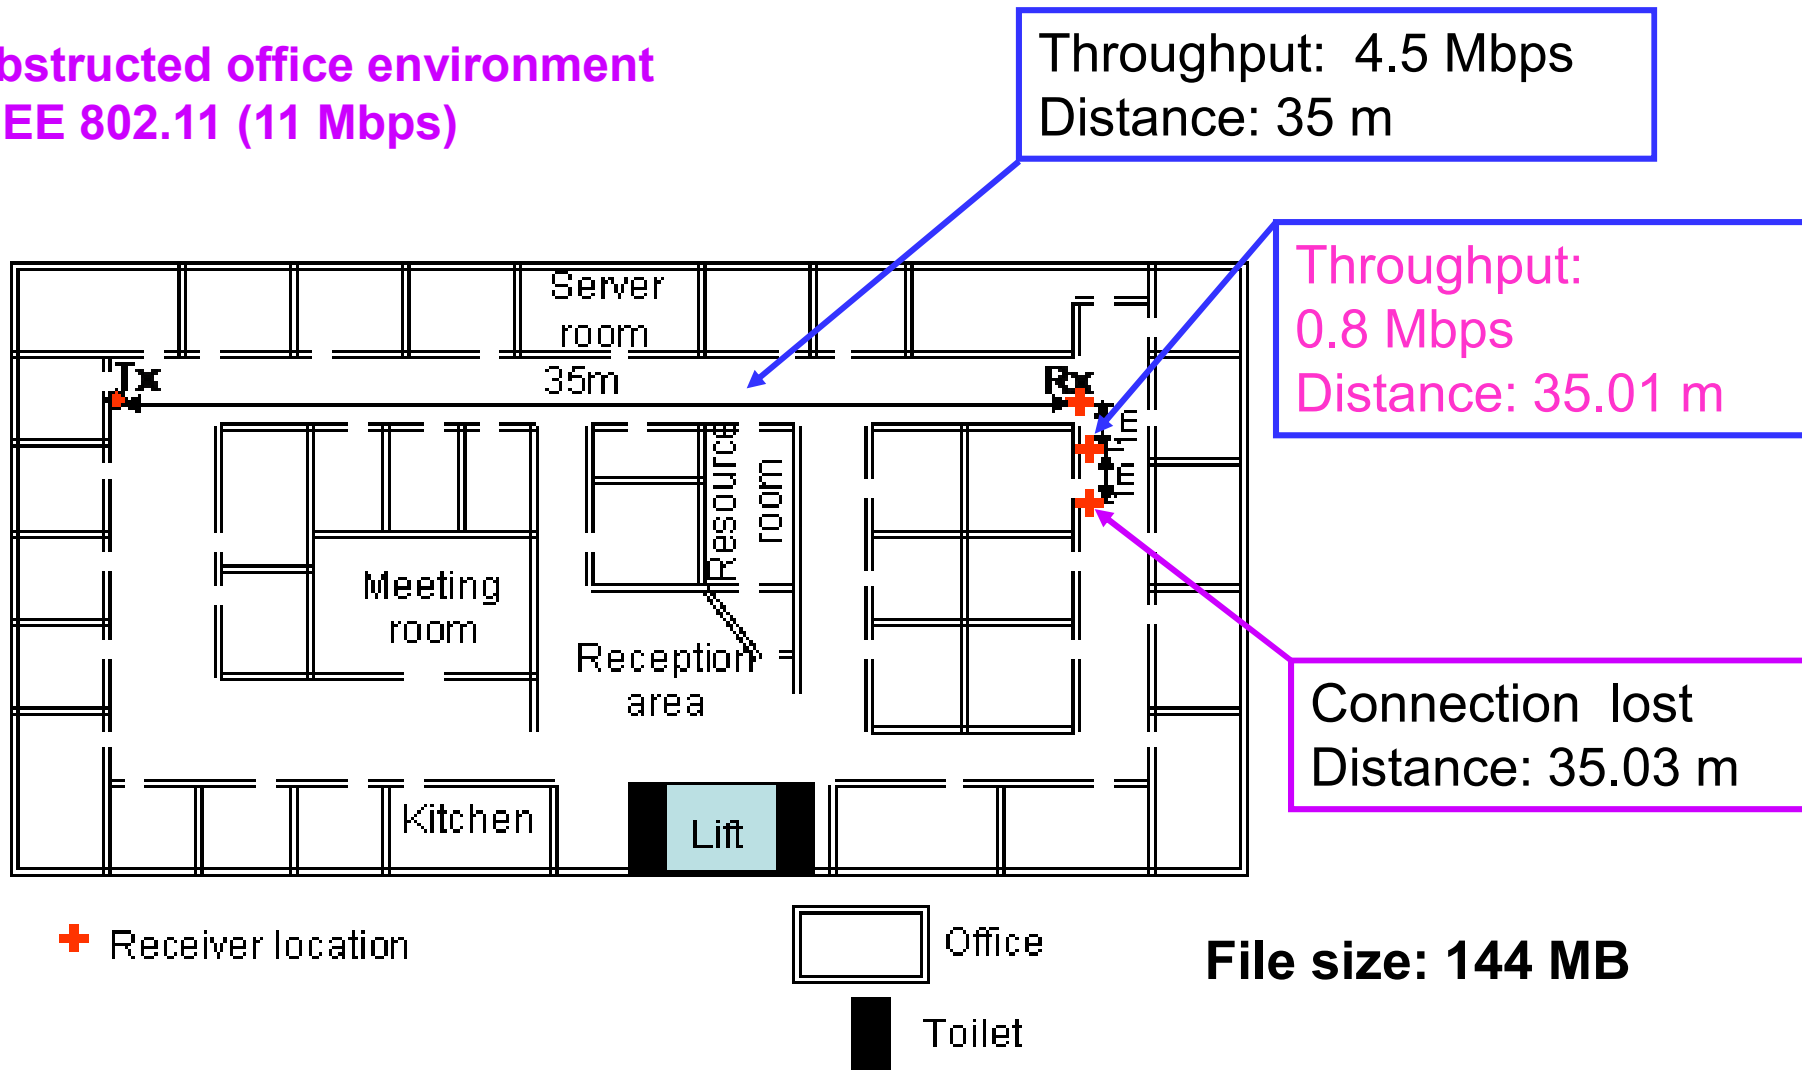 bstructed office environment
EE 802.11 (11 Mbps)
Throughput: 4.5 Mbps
Distance: 35 m
Throughput:
0.8 Mbps
Distance: 35.01 m
Server
room
Tx
35m
Rx
1m
1m
Resource
room
Meeting
room
Reception
area
Connection lost
Distance: 35.03 m
Kitchen
Lift
Receiver location
Office
File size: 144 MB
Toilet